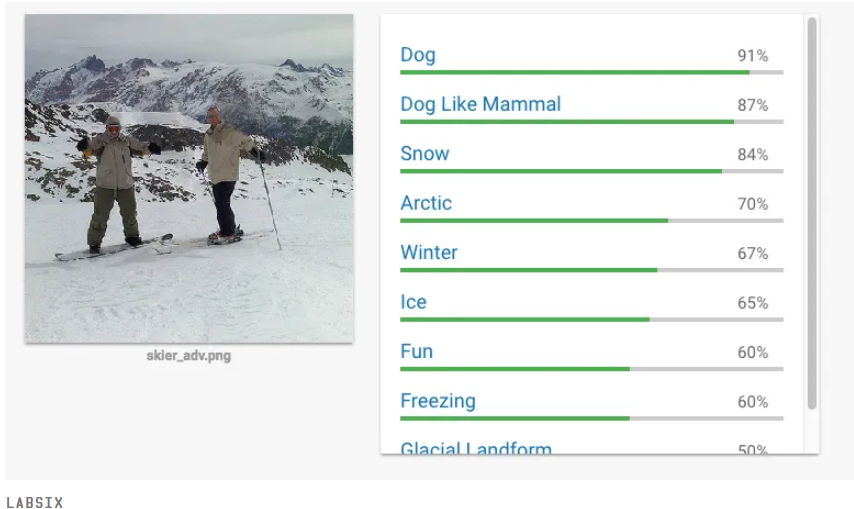 Dog 91%
Dog Like Mammal 87%
Snow 84%
Arctic 70%
Winter 67%
Ice 65%
Fun 60%
Freezing 60%
Glacial Landform 50%
skier_adv.png
LABSIX